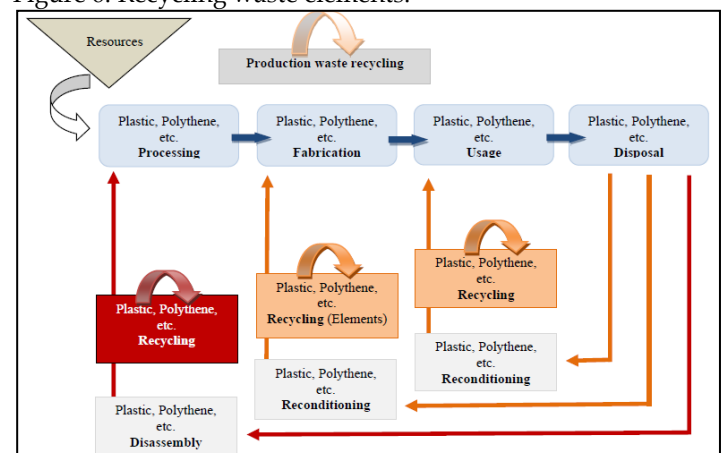 Figure 6. Recycling waste elements.
Resources
Production waste recycling
Plastic, Polythene,
etc.
Processing
Plastic, Polythene,
etc.
Fabrication
Plastic, Polythene,
etc.
Usage
Plastic, Polythene,
etc.
Disposal
Plastic, Polythene,
etc.
Recycling
Plastic, Polythene,
etc.
Recycling (Elements)
Plastic, Polythene,
etc.
Recycling
Plastic, Polythene,
etc.
Reconditioning
Plastic, Polythene,
etc.
Reconditioning
Plastic, Polythene,
etc.
Disassembly